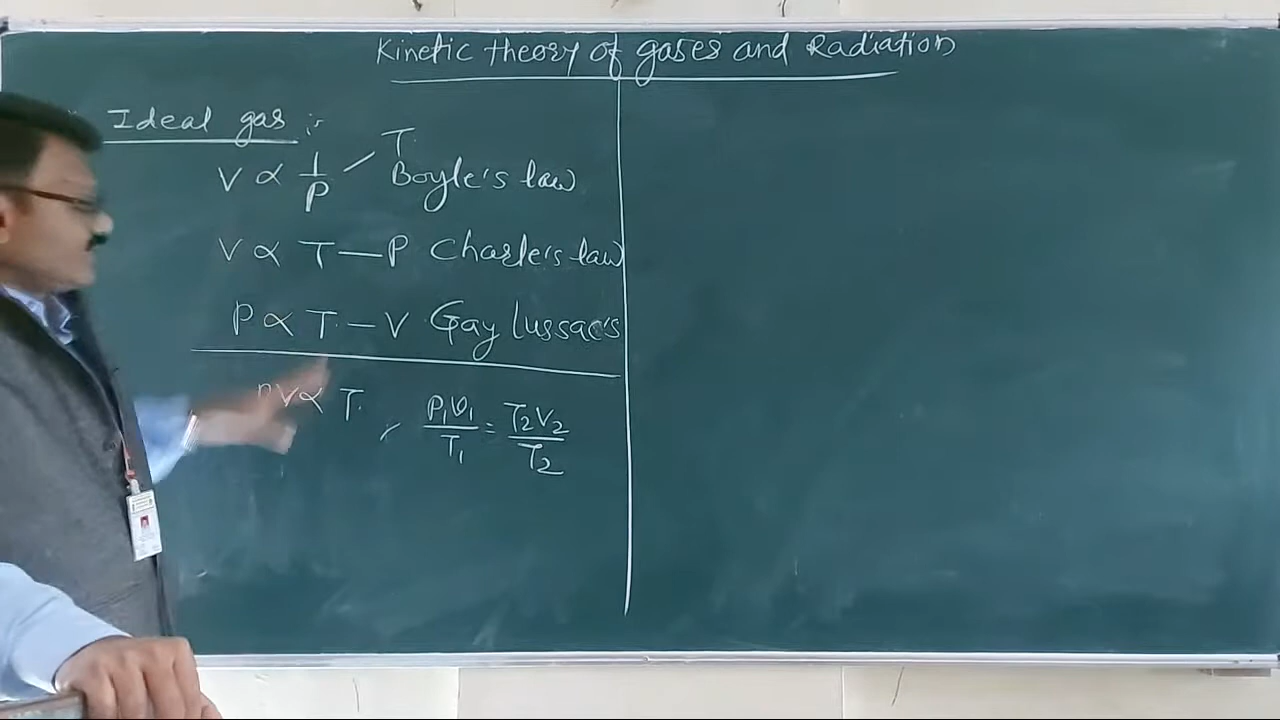 Kinetic theory of gases and Radiation
Ideal gas :-
V ∝ 1/P — T Boyle's law
V ∝ T — P Charle's law
P ∝ T — V Gay Lussac's
PV ∝ T
P₁V₁/T₁ = T₂V₂/T₂